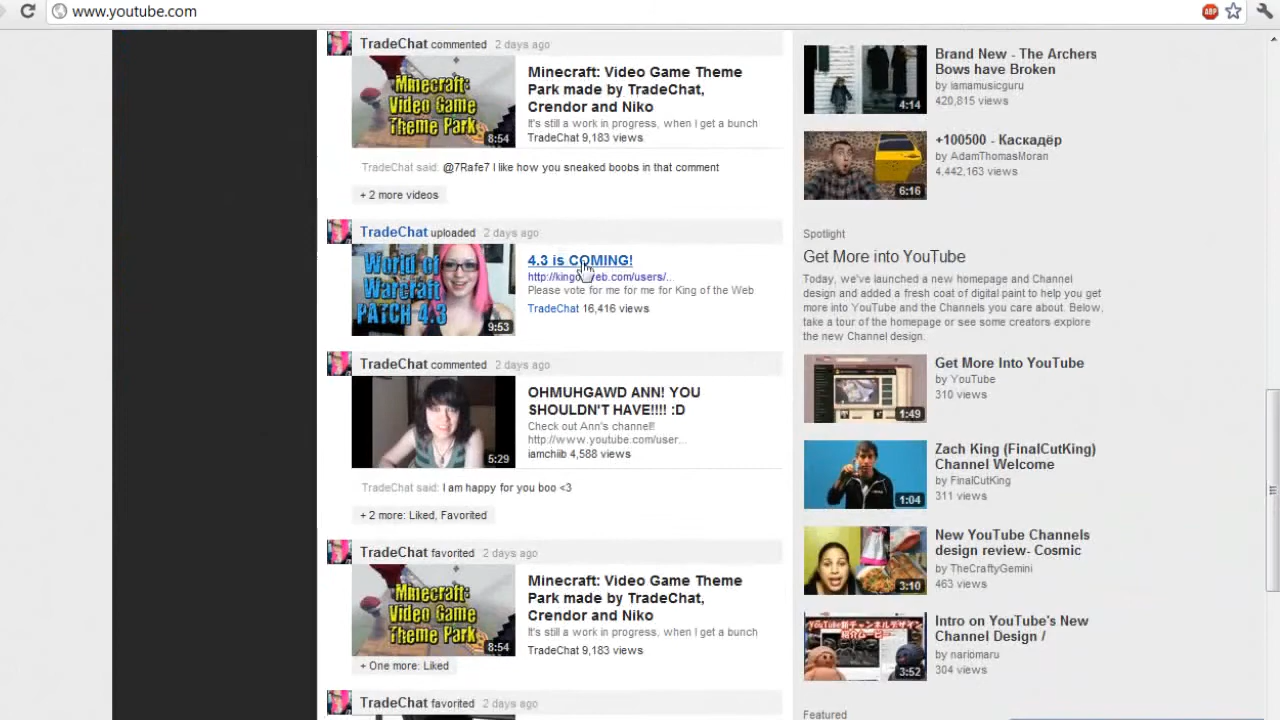 www.youtube.com
ABP
TradeChat commented 2 days ago
Minecraft:
Video Game
Theme Park
8:54
Minecraft: Video Game Theme
Park made by TradeChat,
Crendor and Niko
It's still a work in progress, when I get a bunch
TradeChat 9,183 views
TradeChat said: @7Rafe7 I like how you sneaked boobs in that comment
+ 2 more videos
TradeChat uploaded 2 days ago
World of
Warcraft
PATCH 4.3
9:53
4.3 is COMING!
Please vote for me for me for King of the Web
TradeChat 16,416 views
TradeChat commented 2 days ago
5:29
OHMUHGAWD ANN! YOU
SHOULDN'T HAVE!!!! :D
Check out Ann's channel!
http://www.youtube.com/user...
iamchiib 4,588 views
TradeChat said: I am happy for you boo <3
+ 2 more: Liked, Favorited
TradeChat favorited 2 days ago
Minecraft:
Video Game
Theme Park
8:54
Minecraft: Video Game Theme
Park made by TradeChat,
Crendor and Niko
It's still a work in progress, when I get a bunch
TradeChat 9,183 views
+ One more: Liked
TradeChat favorited 2 days ago
4:14
Brand New - The Archers
Bows have Broken
by iamamusicguru
420,815 views
6:16
+100500 - Каскадёр
by AdamThomasMoran
4,442,163 views
Spotlight
Get More into YouTube
Today, we've launched a new homepage and Channel
design and added a fresh coat of digital paint to help you get
more into YouTube and the Channels you care about. Below,
take a tour of the homepage or see some creators explore
the new Channel design:
1:49
Get More Into YouTube
by YouTube
310 views
1:04
Zach King (FinalCutKing)
Channel Welcome
by FinalCutKing
311 views
3:10
New YouTube Channels
design review- Cosmic
by TheCraftyGemini
463 views
3:52
Intro on YouTube's New
Channel Design /
by nariomaru
304 views
Featured